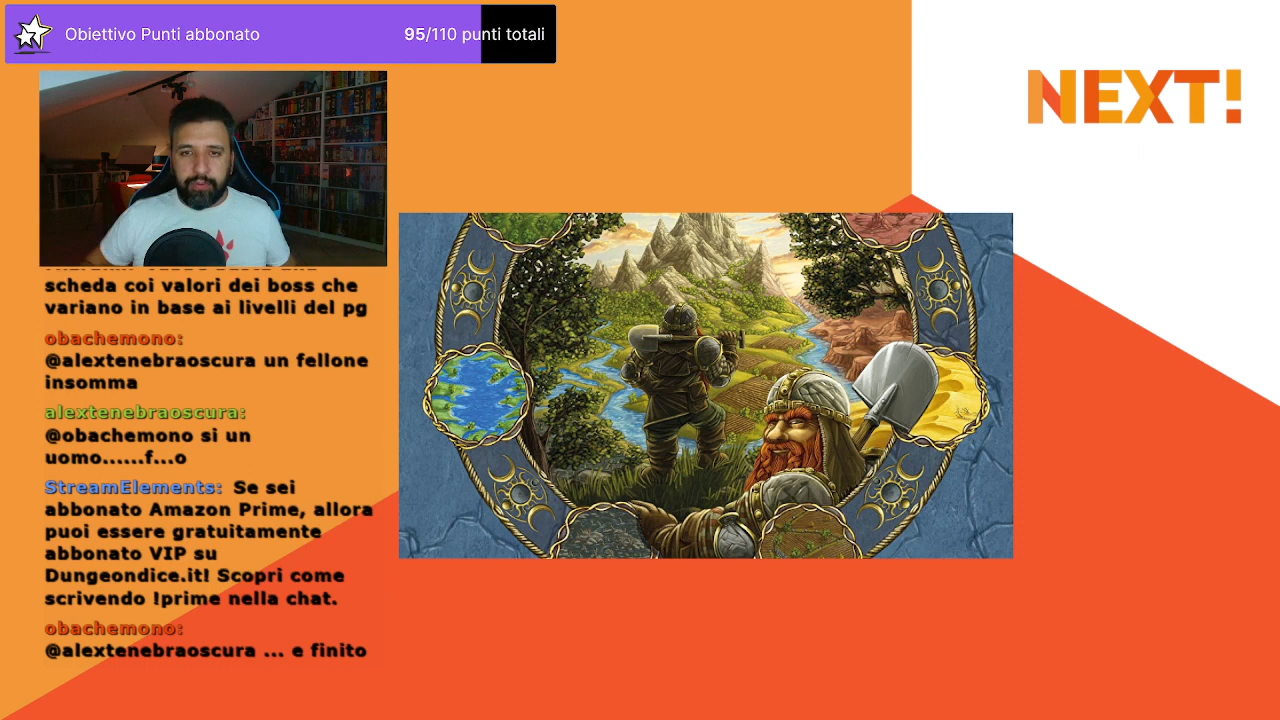 Obiettivo Punti abbonato 95/110 punti totali
NEXT!
scheda coi valori dei boss che
variano in base ai livelli del pg
obachemono:
@alextenebraoscura un fellone
insomma
alextenebraoscura:
@obachemono si un
uomo......f...o
StreamElements: Se sei
abbonato Amazon Prime, allora
puoi essere gratuitamente
abbonato VIP su
Dungeondice.it! Scopri come
scrivendo !prime nella chat.
obachemono:
@alextenebraoscura ... e finito